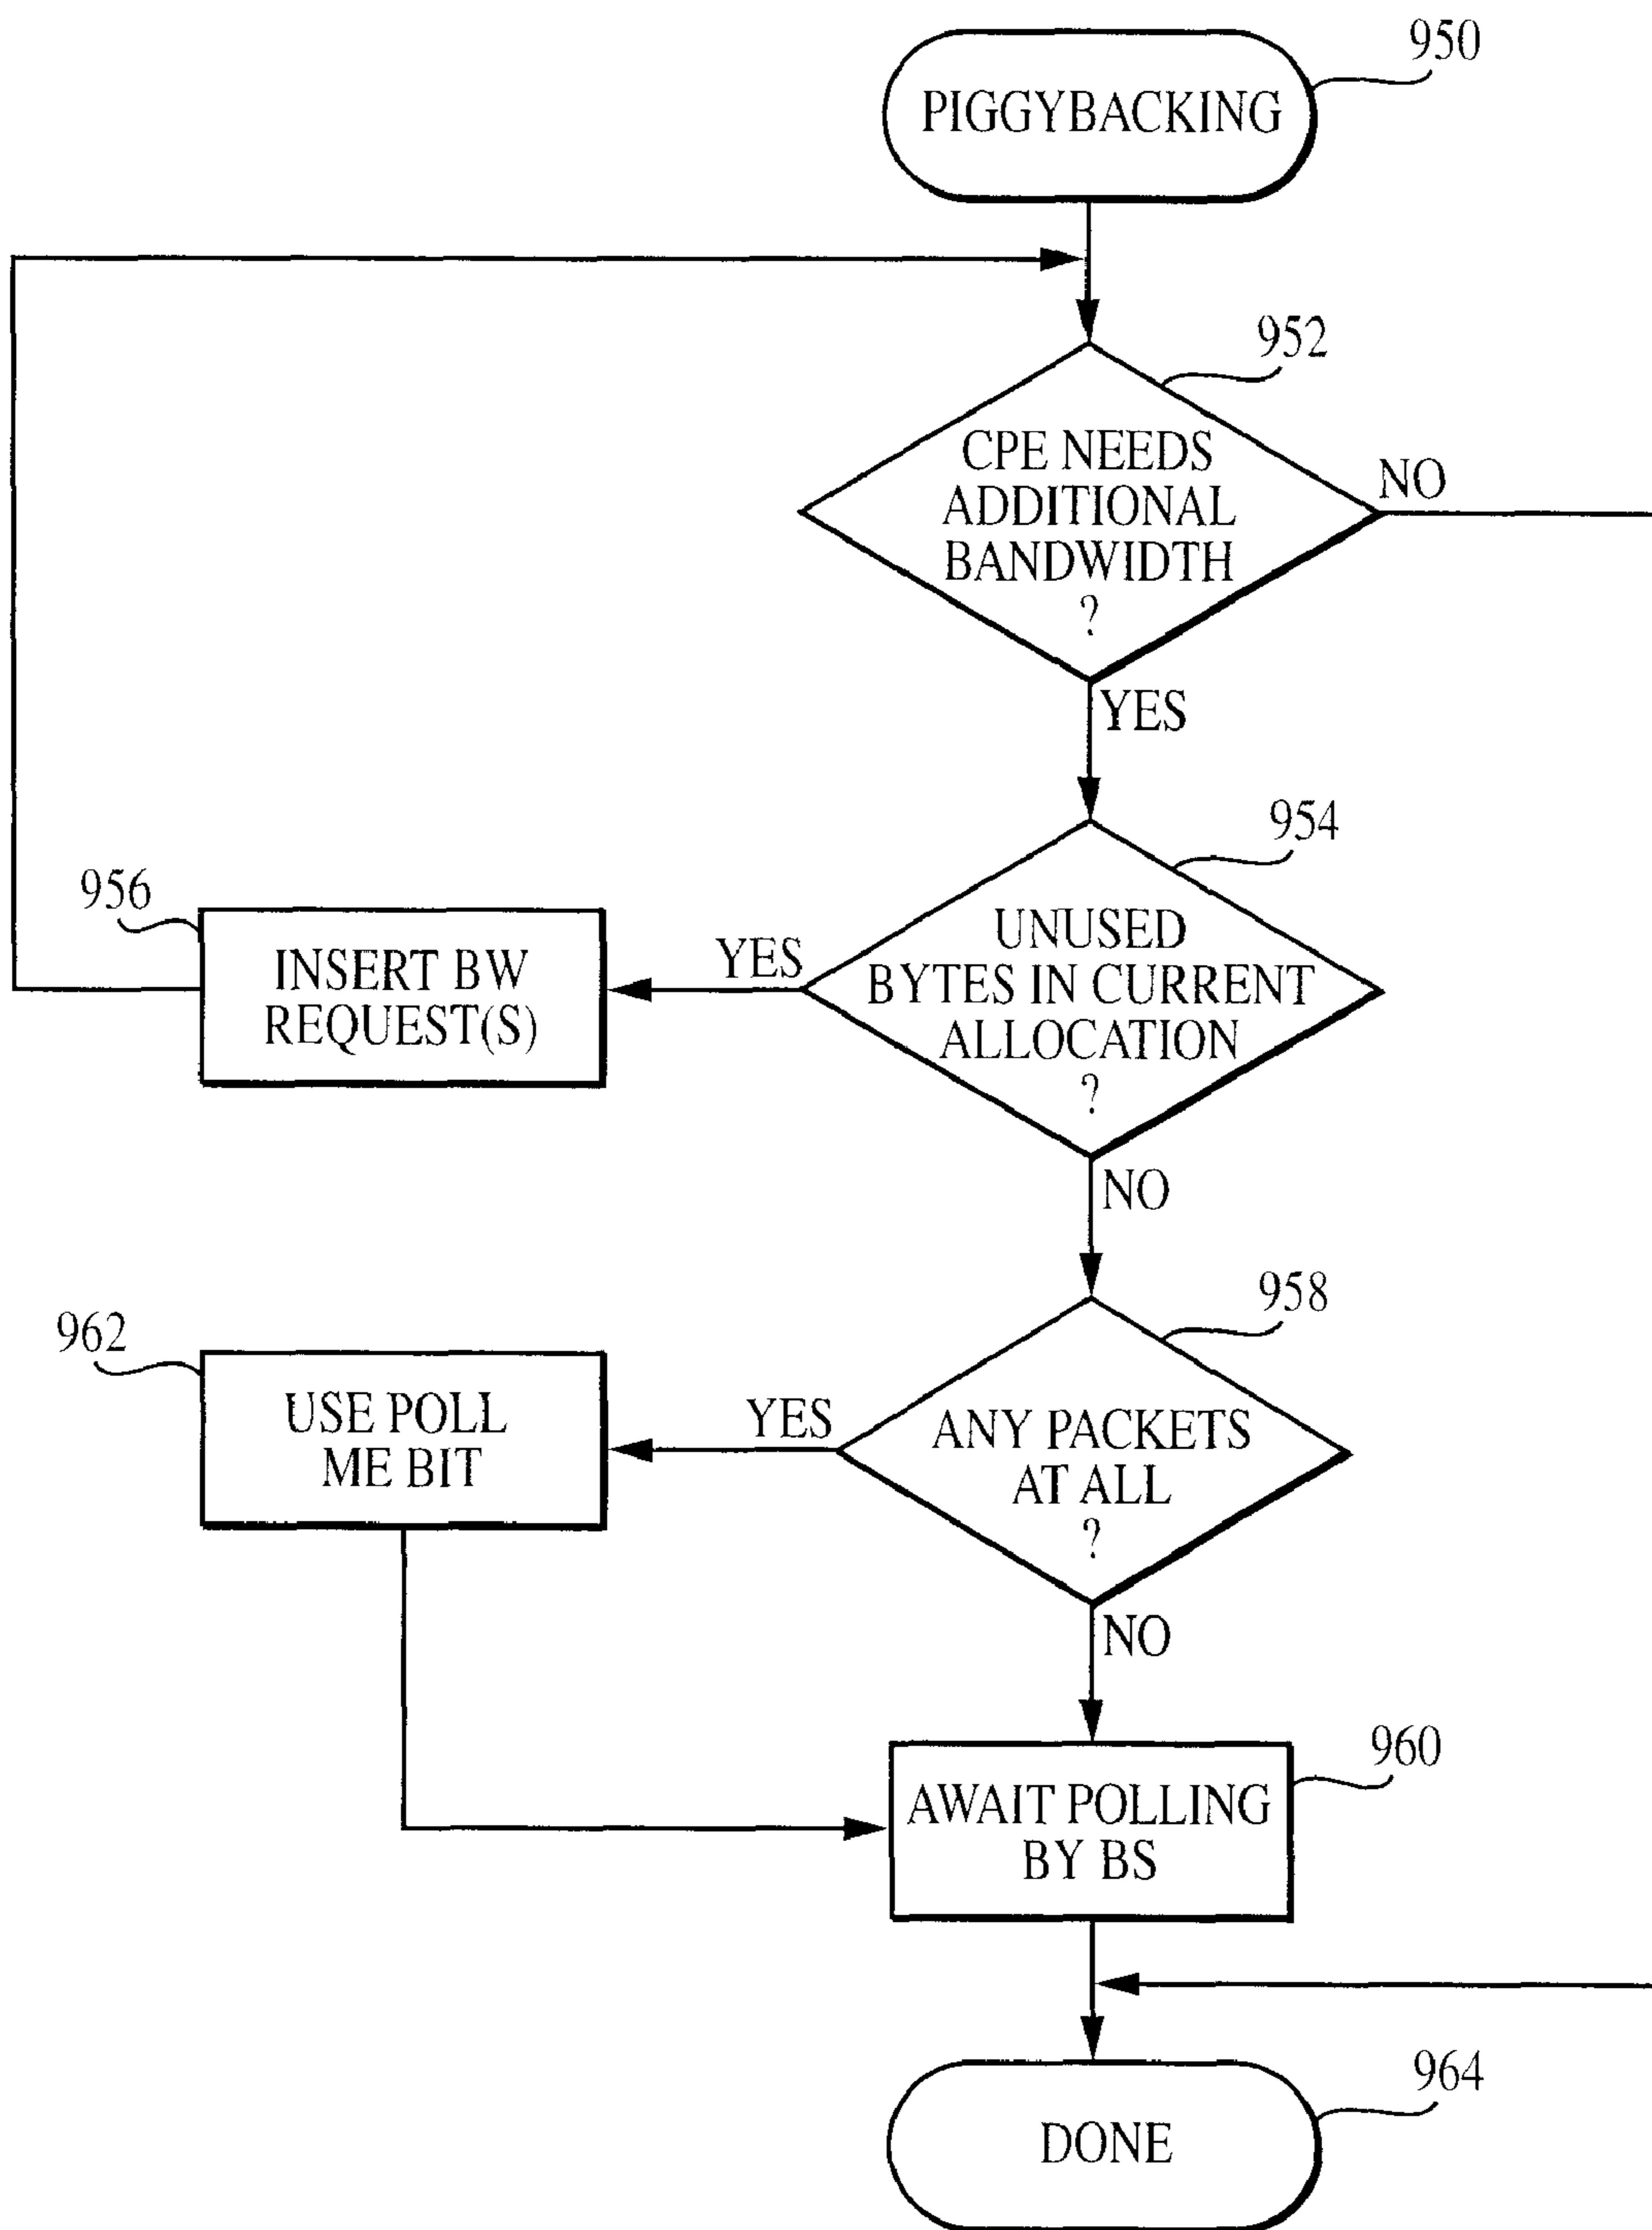 950
PIGGYBACKING
952
CPE NEEDS
ADDITIONAL
BANDWIDTH
?
NO
YES
954
UNUSED
BYTES IN CURRENT
ALLOCATION
?
YES
956
INSERT BW
REQUEST(S)
NO
958
ANY PACKETS
AT ALL
?
YES
962
USE POLL
ME BIT
NO
960
AWAIT POLLING
BY BS
964
DONE